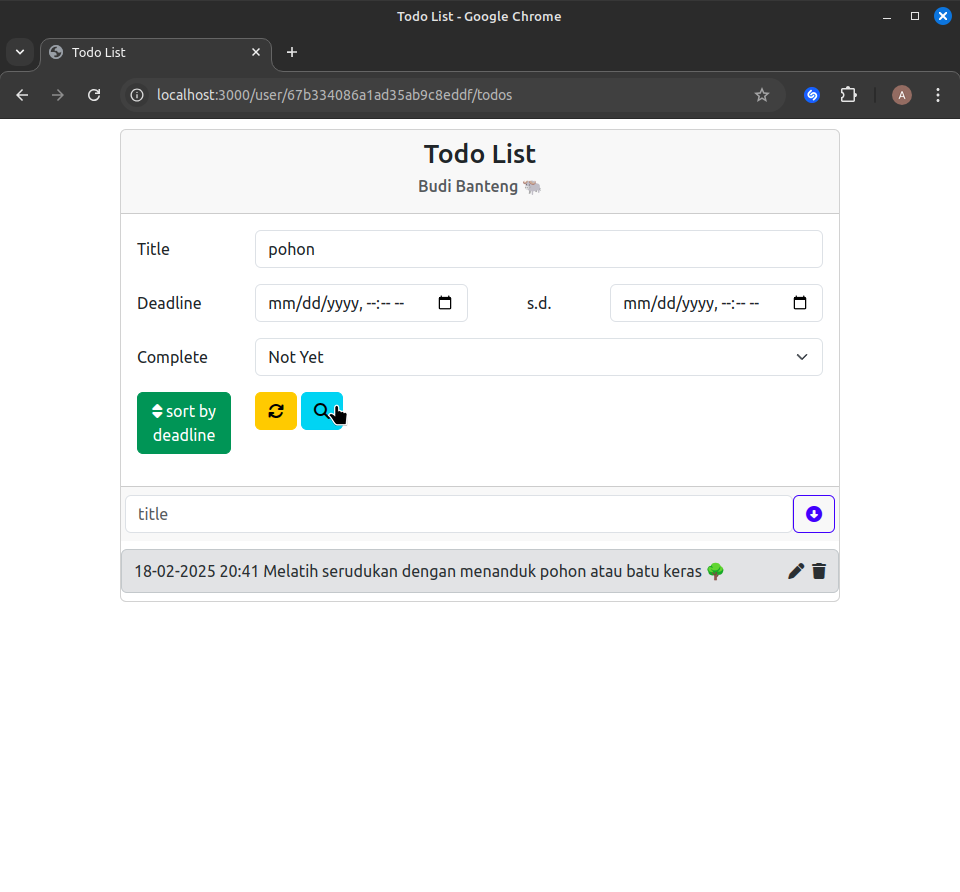 Todo List - Google Chrome
Todo List
localhost:3000/user/67b334086a1ad35ab9c8eddf/todos
A
Todo List
Budi Banteng 🐃
Title pohon
Deadline mm/dd/yyyy, --:-- -- s.d. mm/dd/yyyy, --:-- --
Complete Not Yet
sort by
deadline
title
18-02-2025 20:41 Melatih serudukan dengan menanduk pohon atau batu keras 🌳